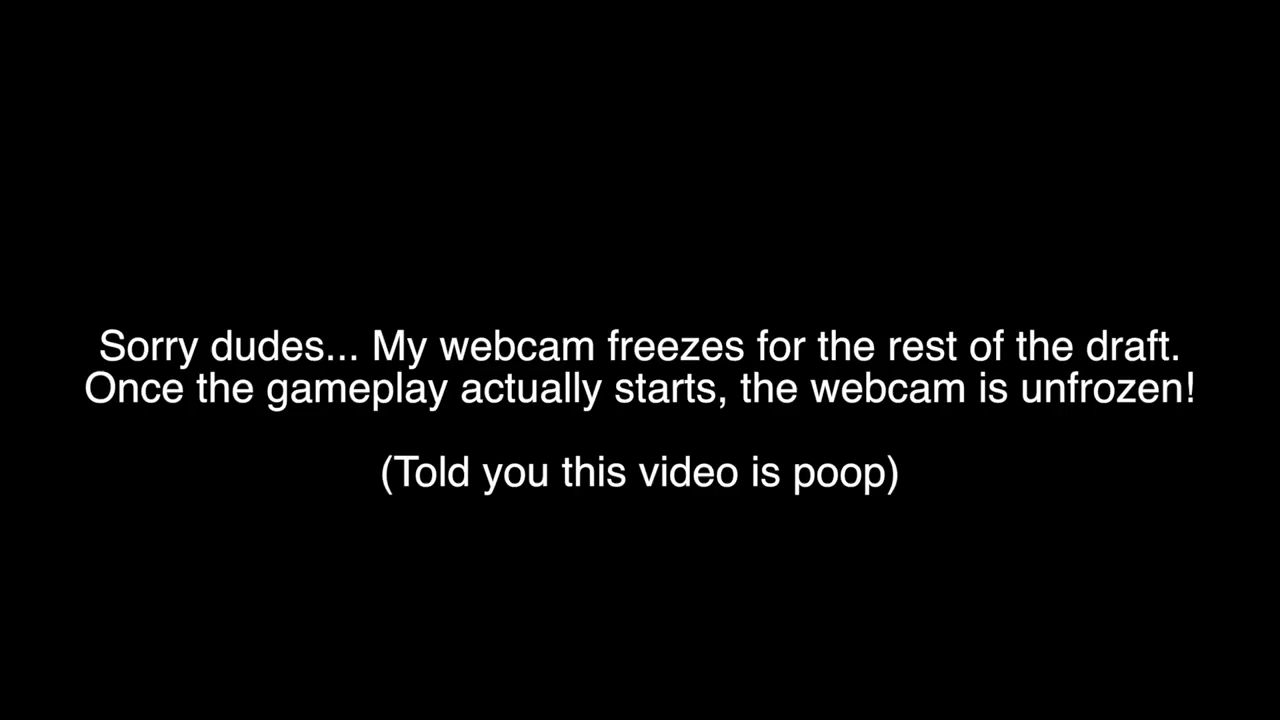 Sorry dudes... My webcam freezes for the rest of the draft.
Once the gameplay actually starts, the webcam is unfrozen!
(Told you this video is poop)